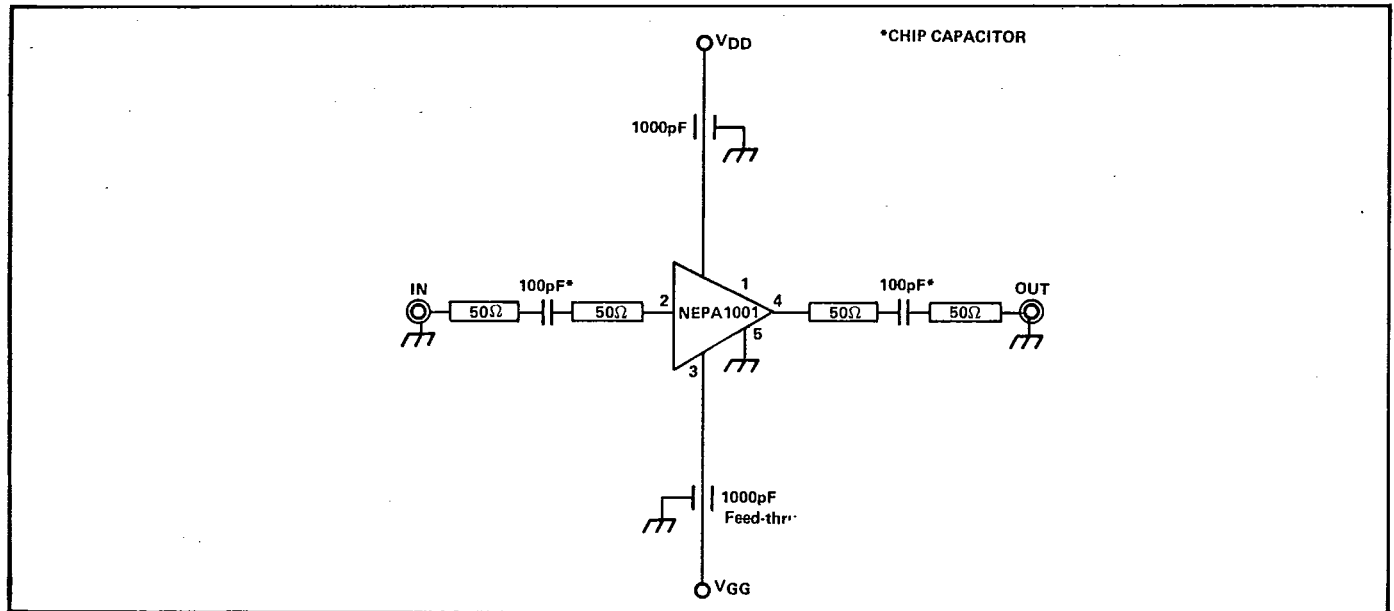 VDD
*CHIP CAPACITOR
1000pF
IN
100pF*
50Ω
50Ω
2
NEPA1001
1
4
5
3
50Ω
100pF*
50Ω
OUT
1000pF
VGG